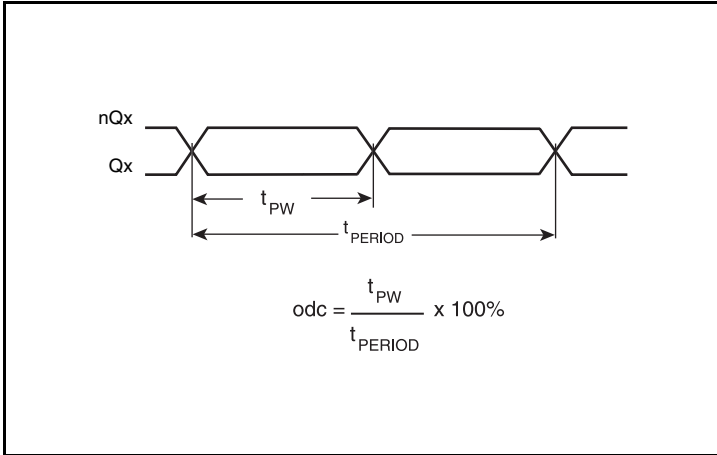 nQx
Qx
tPW
tPERIOD
odc = tPW / tPERIOD x 100%